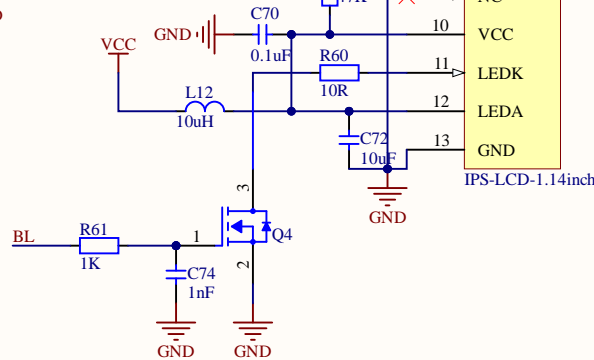 NC
C70
10
VCC
VCC
GND
0.1uF
R60
11
LEDK
10R
L12
12
LEDA
10uH
C72
10uF
13
GND
IPS-LCD-1.14inch
3
GND
R61
BL
1
Q4
1K
2
C74
1nF
GND
GND